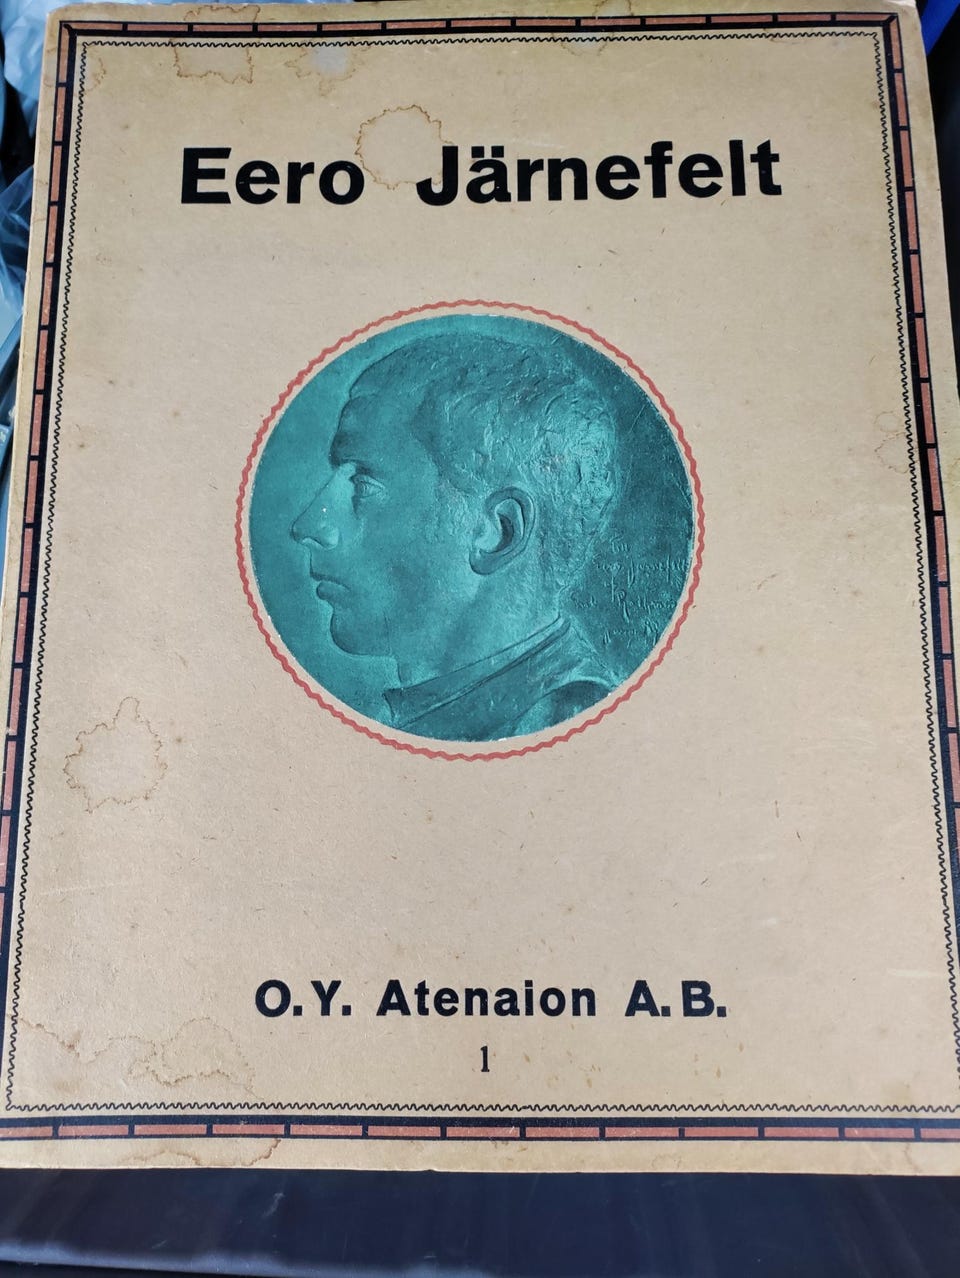 Eero Järnefelt
O.Y. Atenaion A.B.
1